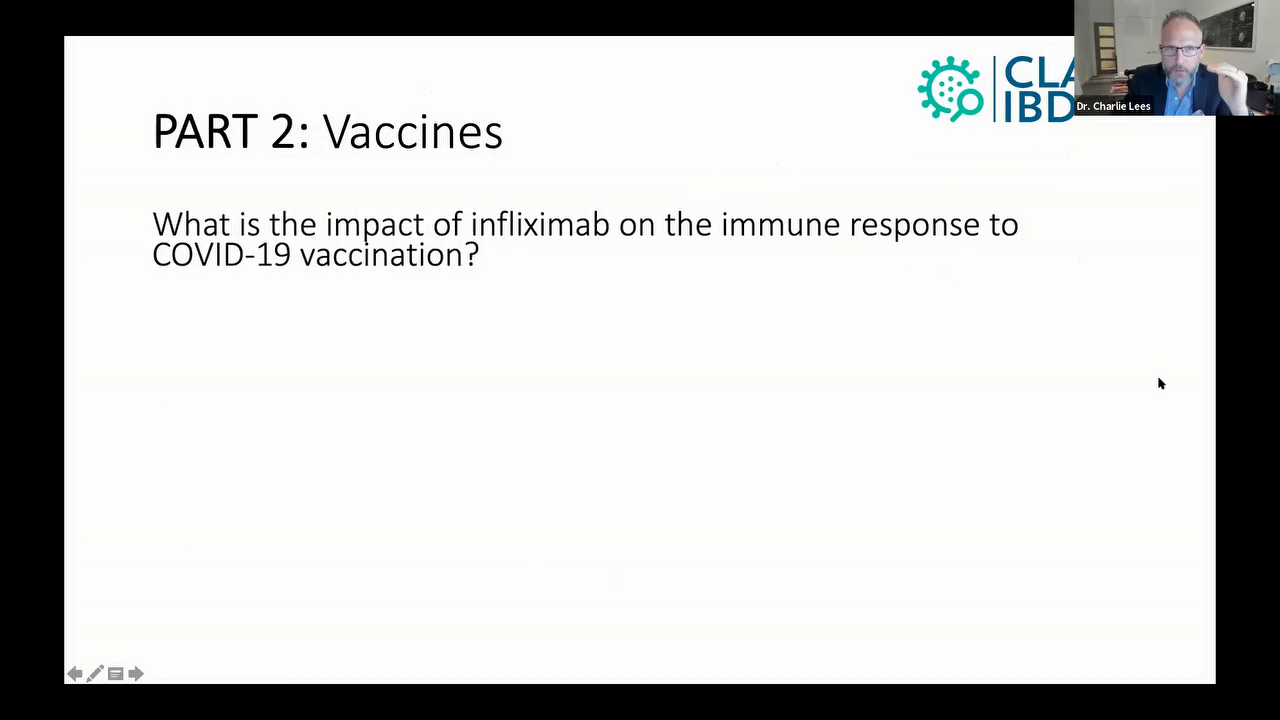 PART 2: Vaccines
CLA
IBD
Dr. Charlie Lees
What is the impact of infliximab on the immune response to
COVID-19 vaccination?